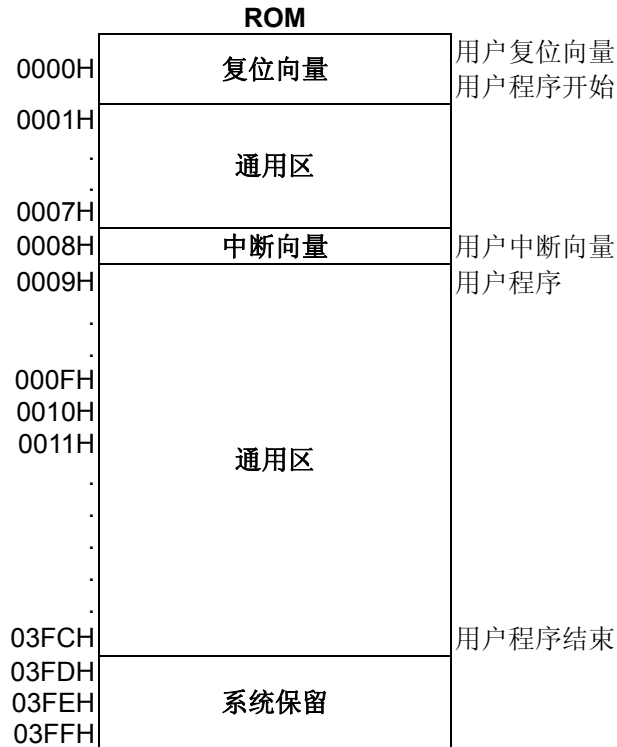 ROM
0000H 复位向量 用户复位向量
用户程序开始
0001H
.
通用区
.
0007H
0008H 中断向量 用户中断向量
0009H 用户程序
.
.
000FH
0010H
0011H
通用区
.
.
.
.
.
03FCH 用户程序结束
03FDH
03FEH 系统保留
03FFH